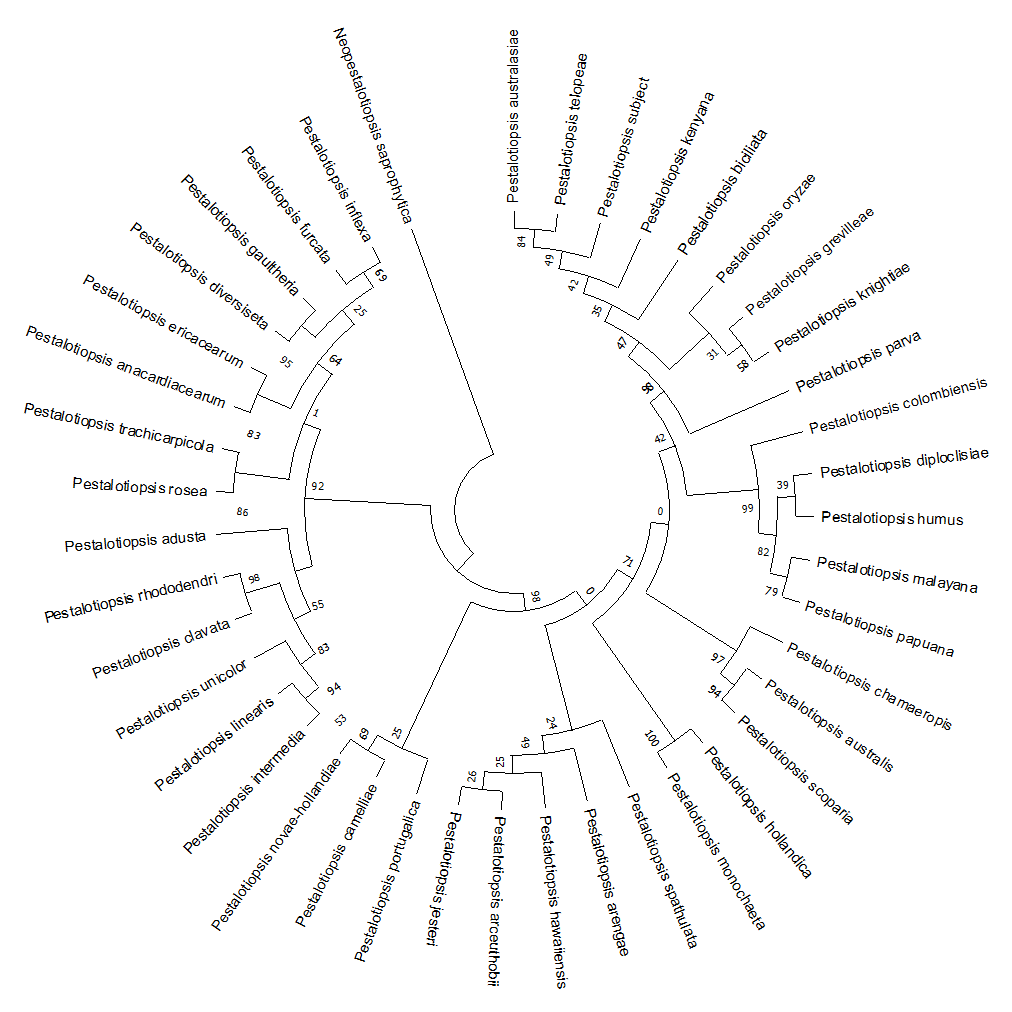 Pestalotiopsis australasiae
Pestalotiopsis telopeae
Pestalotiopsis subject
Pestalotiopsis kenyana
Pestalotiopsis biciliata
Pestalotiopsis oryzae
Pestalotiopsis grevilleae
Pestalotiopsis knightiae
Pestalotiopsis parva
Pestalotiopsis colombiensis
Pestalotiopsis diploclisiae
Pestalotiopsis humus
Pestalotiopsis malayana
Pestalotiopsis papuana
Pestalotiopsis chamaeropis
Pestalotiopsis australis
Pestalotiopsis scoparia
Pestalotiopsis hollandica
Pestalotiopsis monochaeta
Pestalotiopsis spathulata
Pestalotiopsis arengae
Pestalotiopsis hawaiiensis
Pestalotiopsis arceuthobii
Pestalotiopsis jesteri
Pestalotiopsis portugalica
Pestalotiopsis camelliae
Pestalotiopsis novae-hollandiae
Pestalotiopsis intermedia
Pestalotiopsis linearis
Pestalotiopsis unicolor
Pestalotiopsis clavata
Pestalotiopsis rhododendri
Pestalotiopsis adusta
Pestalotiopsis rosea
Pestalotiopsis trachicarpicola
Pestalotiopsis anacardiacearum
Pestalotiopsis ericacearum
Pestalotiopsis diversiseta
Pestalotiopsis gaultheria
Pestalotiopsis furcata
Pestalotiopsis inflexa
Neopestalotiopsis saprophytica
84
49
42
35
47
31
58
42
99
39
82
79
0
71
97
94
100
0
98
24
49
25
26
25
69
92
1
64
25
69
95
83
86
55
98
83
94
53